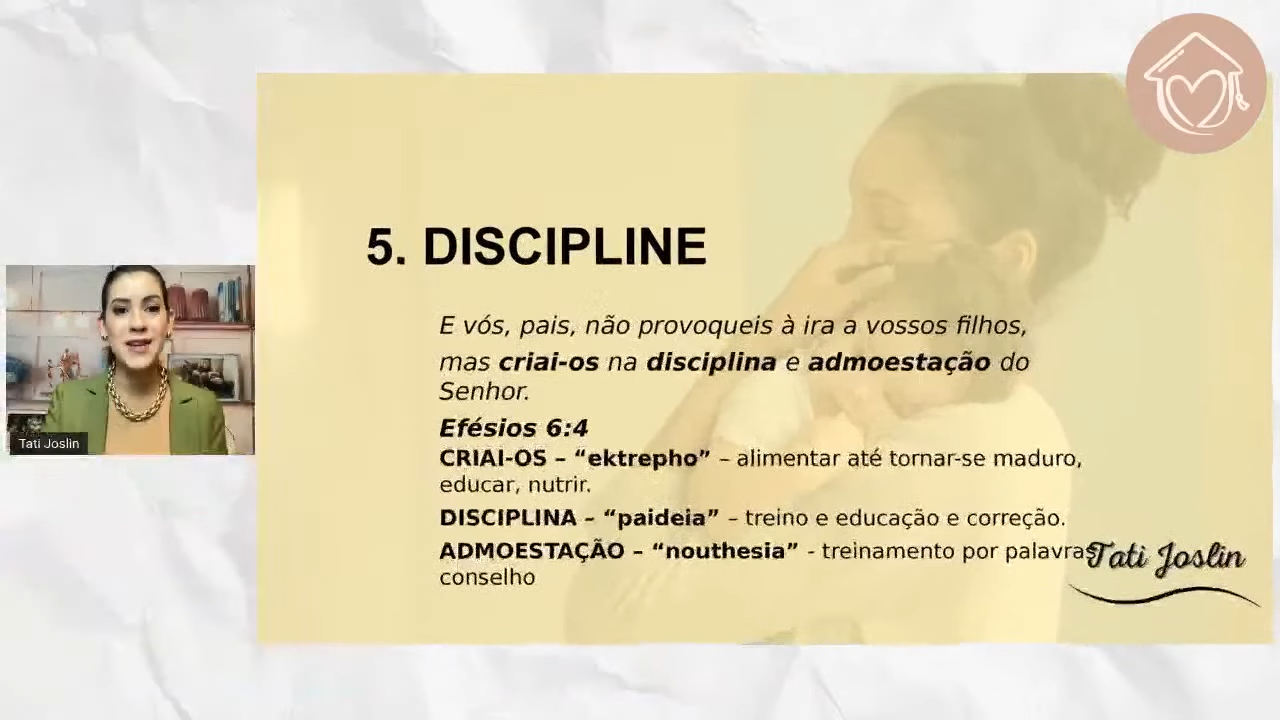 5. DISCIPLINE
E vós, pais, não provoqueis à ira a vossos filhos,
mas criai-os na disciplina e admoestação do
Senhor.
Efésios 6:4
CRIAI-OS – “ektrepho” – alimentar até tornar-se maduro,
educar, nutrir.
DISCIPLINA – “paideia” – treino e educação e correção.
ADMOESTAÇÃO – “nouthesia” - treinamento por palavras
conselho
Tati Joslin
Tati Joslin